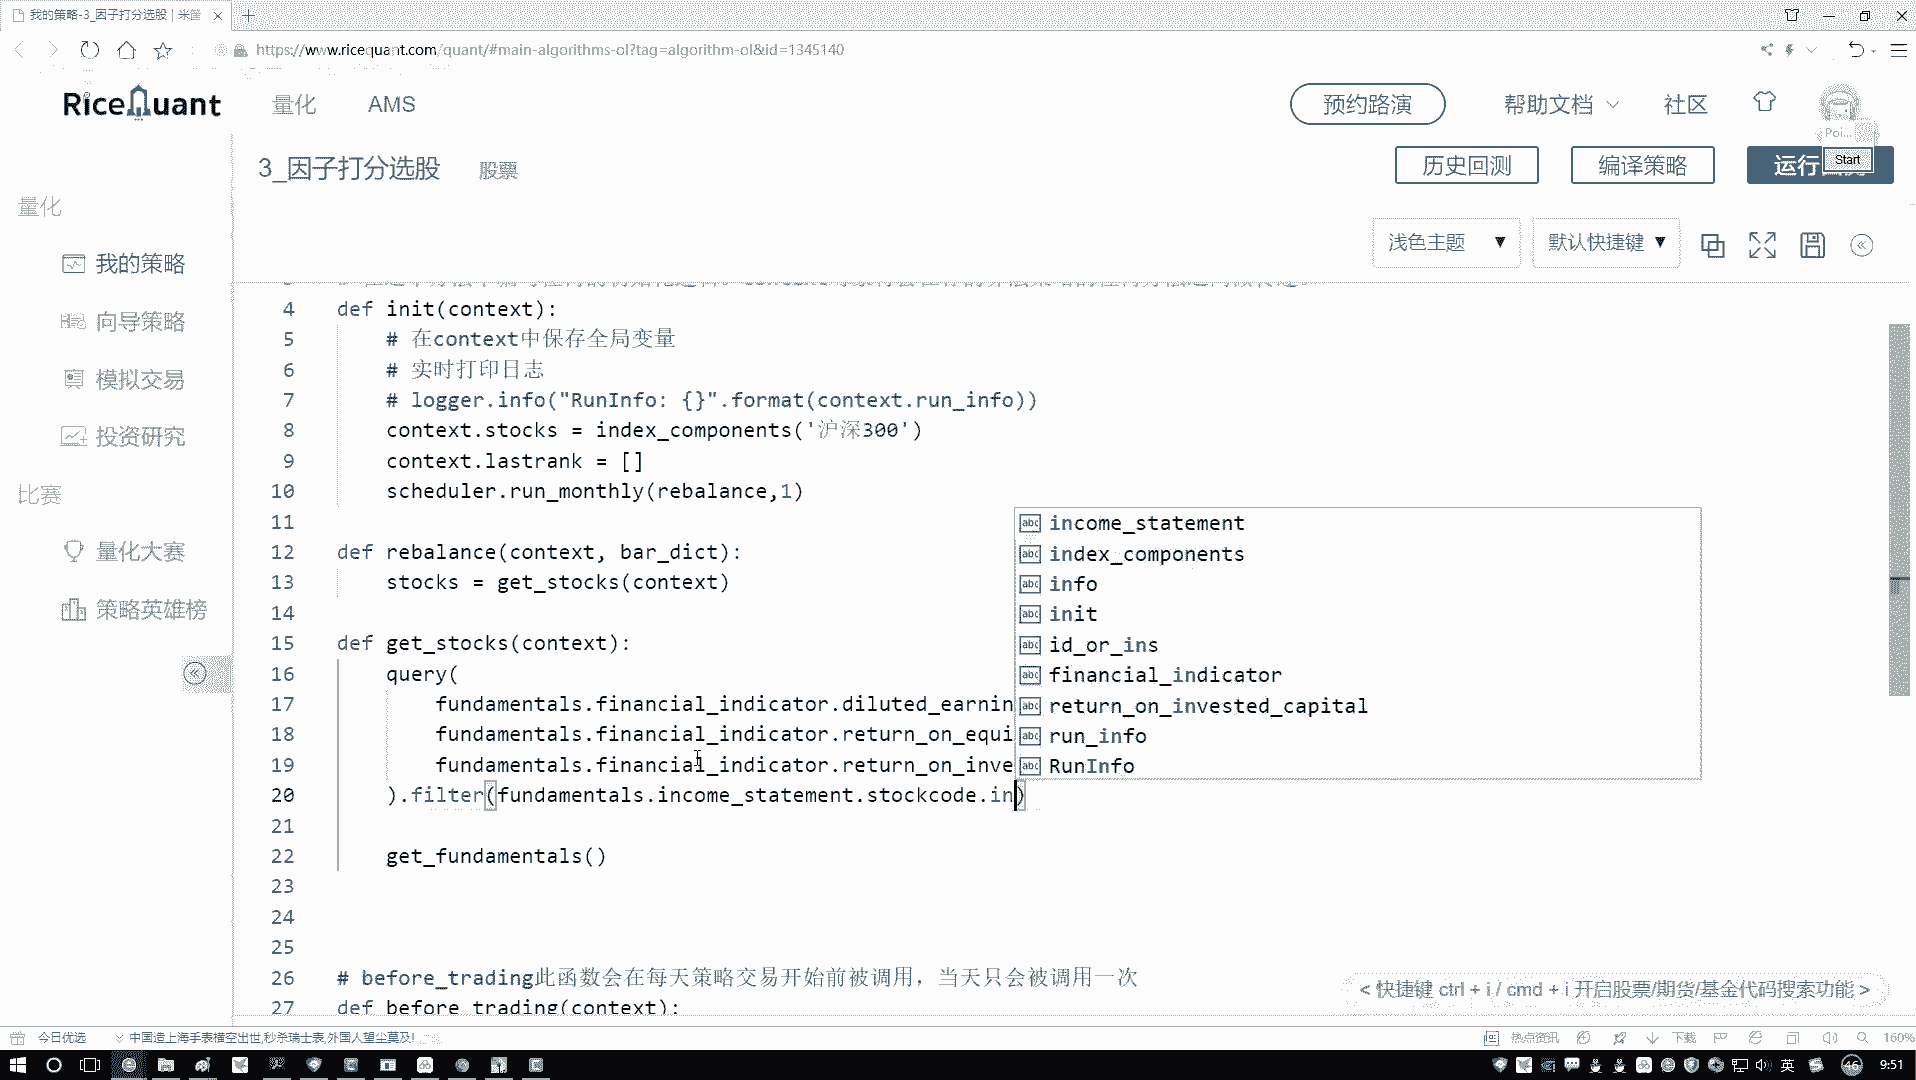 我的策略-3_因子打分选股 | 米筐
https://www.ricequant.com/quant/#main-algorithms-ol?tag=algorithm-ol&id=1345140
RiceQuant
量化
AMS
预约路演
帮助文档
社区
Poi...
Start
3_因子打分选股
股票
历史回测
编译策略
运行
量化
我的策略
向导策略
模拟交易
投资研究
比赛
量化大赛
策略英雄榜
浅色主题
默认快捷键
4 def init(context):
5 # 在context中保存全局变量
6 # 实时打印日志
7 # logger.info("RunInfo: {}".format(context.run_info))
8 context.stocks = index_components('沪深300')
9 context.lastrank = []
10 scheduler.run_monthly(rebalance,1)
11
12 def rebalance(context, bar_dict):
13 stocks = get_stocks(context)
14
15 def get_stocks(context):
16 query(
17 fundamentals.financial_indicator.diluted_earnin
18 fundamentals.financial_indicator.return_on_equi
19 fundamentals.financial_indicator.return_on_inve
20 ).filter(fundamentals.income_statement.stockcode.in)
21
22 get_fundamentals()
23
24
25
26 # before_trading此函数会在每天策略交易开始前被调用，当天只会被调用一次
27 def before_trading(context):
income_statement
index_components
info
init
id_or_ins
financial_indicator
return_on_invested_capital
run_info
RunInfo
< 快捷键 ctrl + i / cmd + i 开启股票/期货/基金代码搜索功能 >
今日优选
中国造上海手表横空出世,秒杀瑞士表,外国人望尘莫及!
热点资讯
下载
160%
英
46
9:51